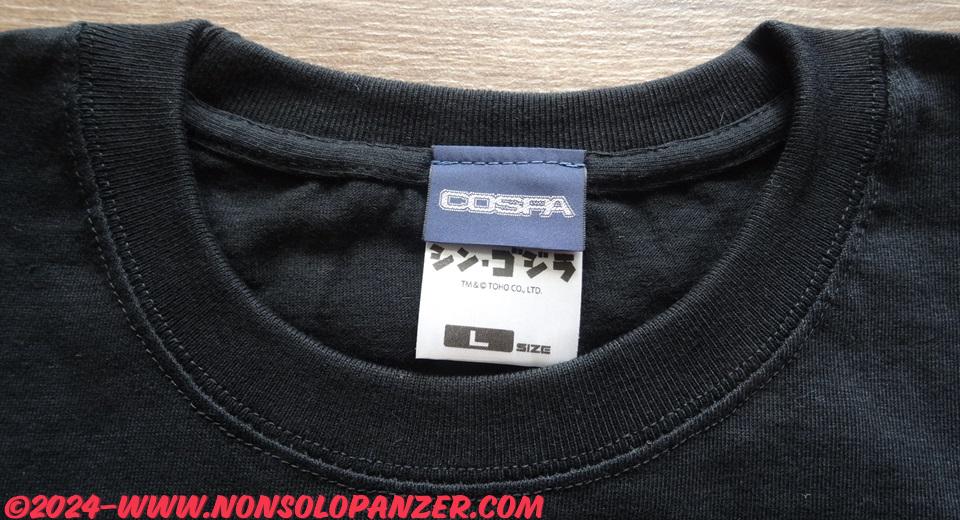 COSPA
シン・ゴジラ
TM & © TOHO CO., LTD.
L SIZE
©2024-WWW.NONSOLOPANZER.COM